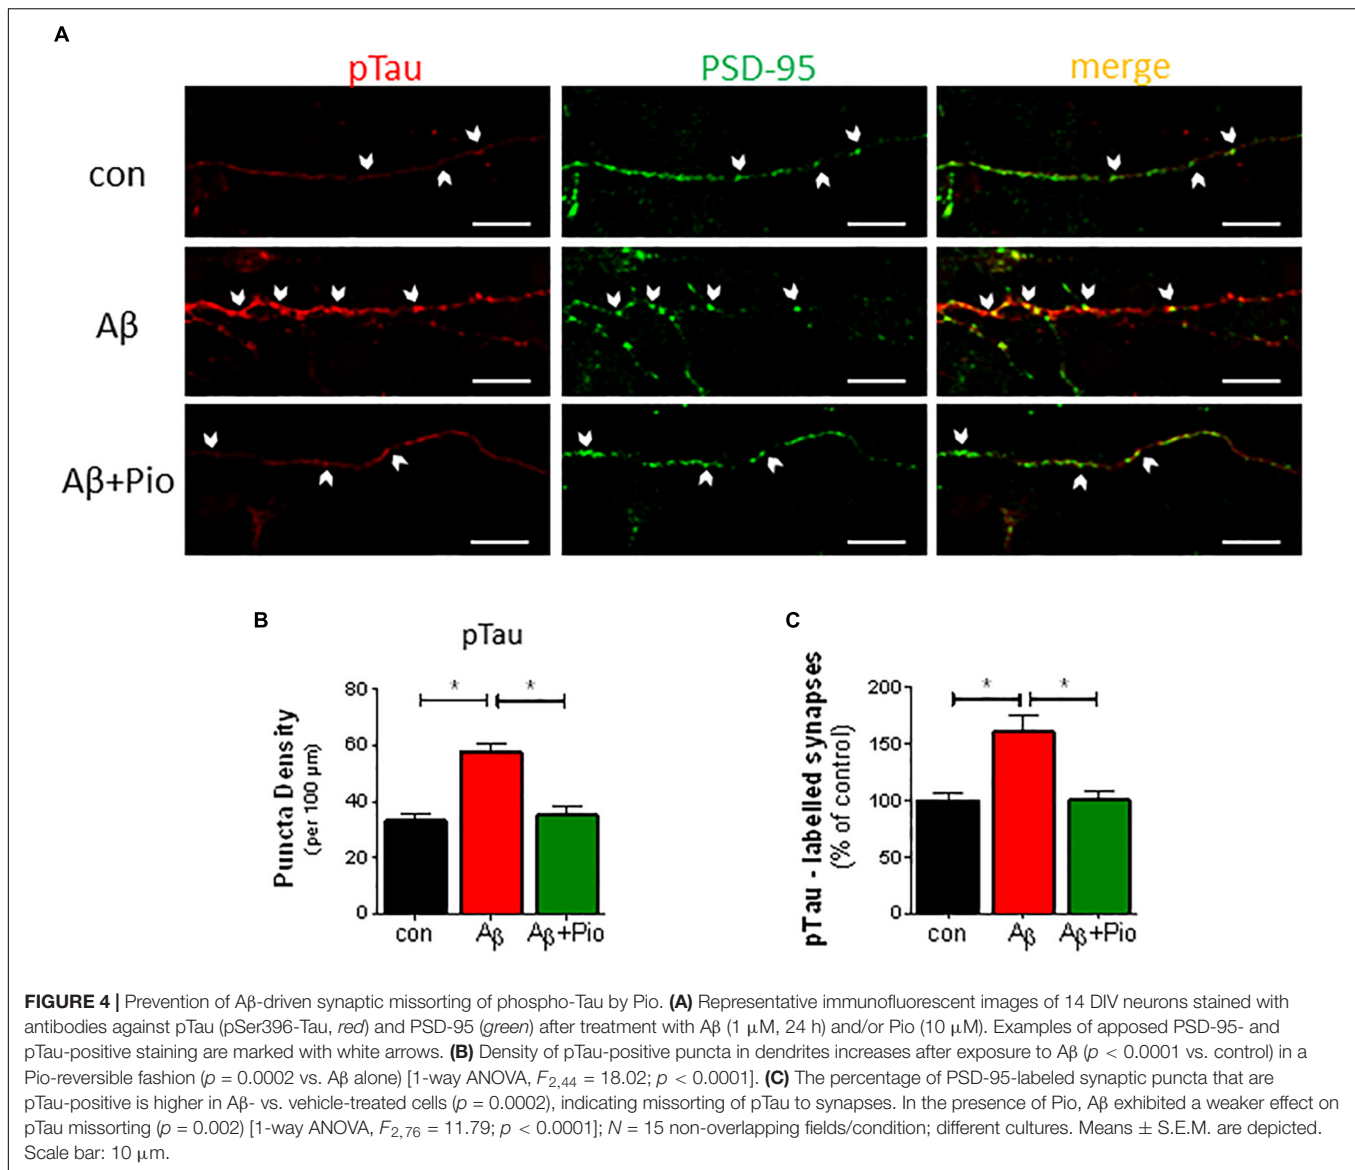 A
pTau PSD-95 merge
con
Aβ
Aβ+Pio
B
pTau
Puncta Density
(per 100 μm)
80
60
40
20
0
* *
con Aβ Aβ+Pio
C
pTau - labelled synapses
(% of control)
200
150
100
50
0
* *
con Aβ Aβ+Pio
FIGURE 4 | Prevention of Aβ-driven synaptic missorting of phospho-Tau by Pio. (A) Representative immunofluorescent images of 14 DIV neurons stained with
antibodies against pTau (pSer396-Tau, red) and PSD-95 (green) after treatment with Aβ (1 μM, 24 h) and/or Pio (10 μM). Examples of apposed PSD-95- and
pTau-positive staining are marked with white arrows. (B) Density of pTau-positive puncta in dendrites increases after exposure to Aβ (p < 0.0001 vs. control) in a
Pio-reversible fashion (p = 0.0002 vs. Aβ alone) [1-way ANOVA, F2,44 = 18.02; p < 0.0001]. (C) The percentage of PSD-95-labeled synaptic puncta that are
pTau-positive is higher in Aβ- vs. vehicle-treated cells (p = 0.0002), indicating missorting of pTau to synapses. In the presence of Pio, Aβ exhibited a weaker effect on
pTau missorting (p = 0.002) [1-way ANOVA, F2,76 = 11.79; p < 0.0001]; N = 15 non-overlapping fields/condition; different cultures. Means ± S.E.M. are depicted.
Scale bar: 10 μm.